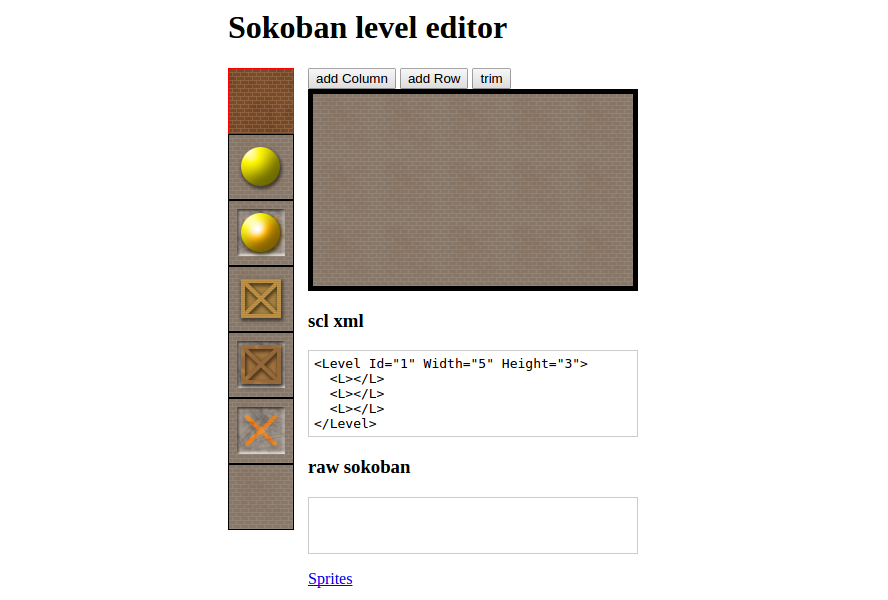 Sokoban level editor
add Column add Row trim
scl xml
<Level Id="1" Width="5" Height="3">
  <L></L>
  <L></L>
  <L></L>
</Level>
raw sokoban
Sprites